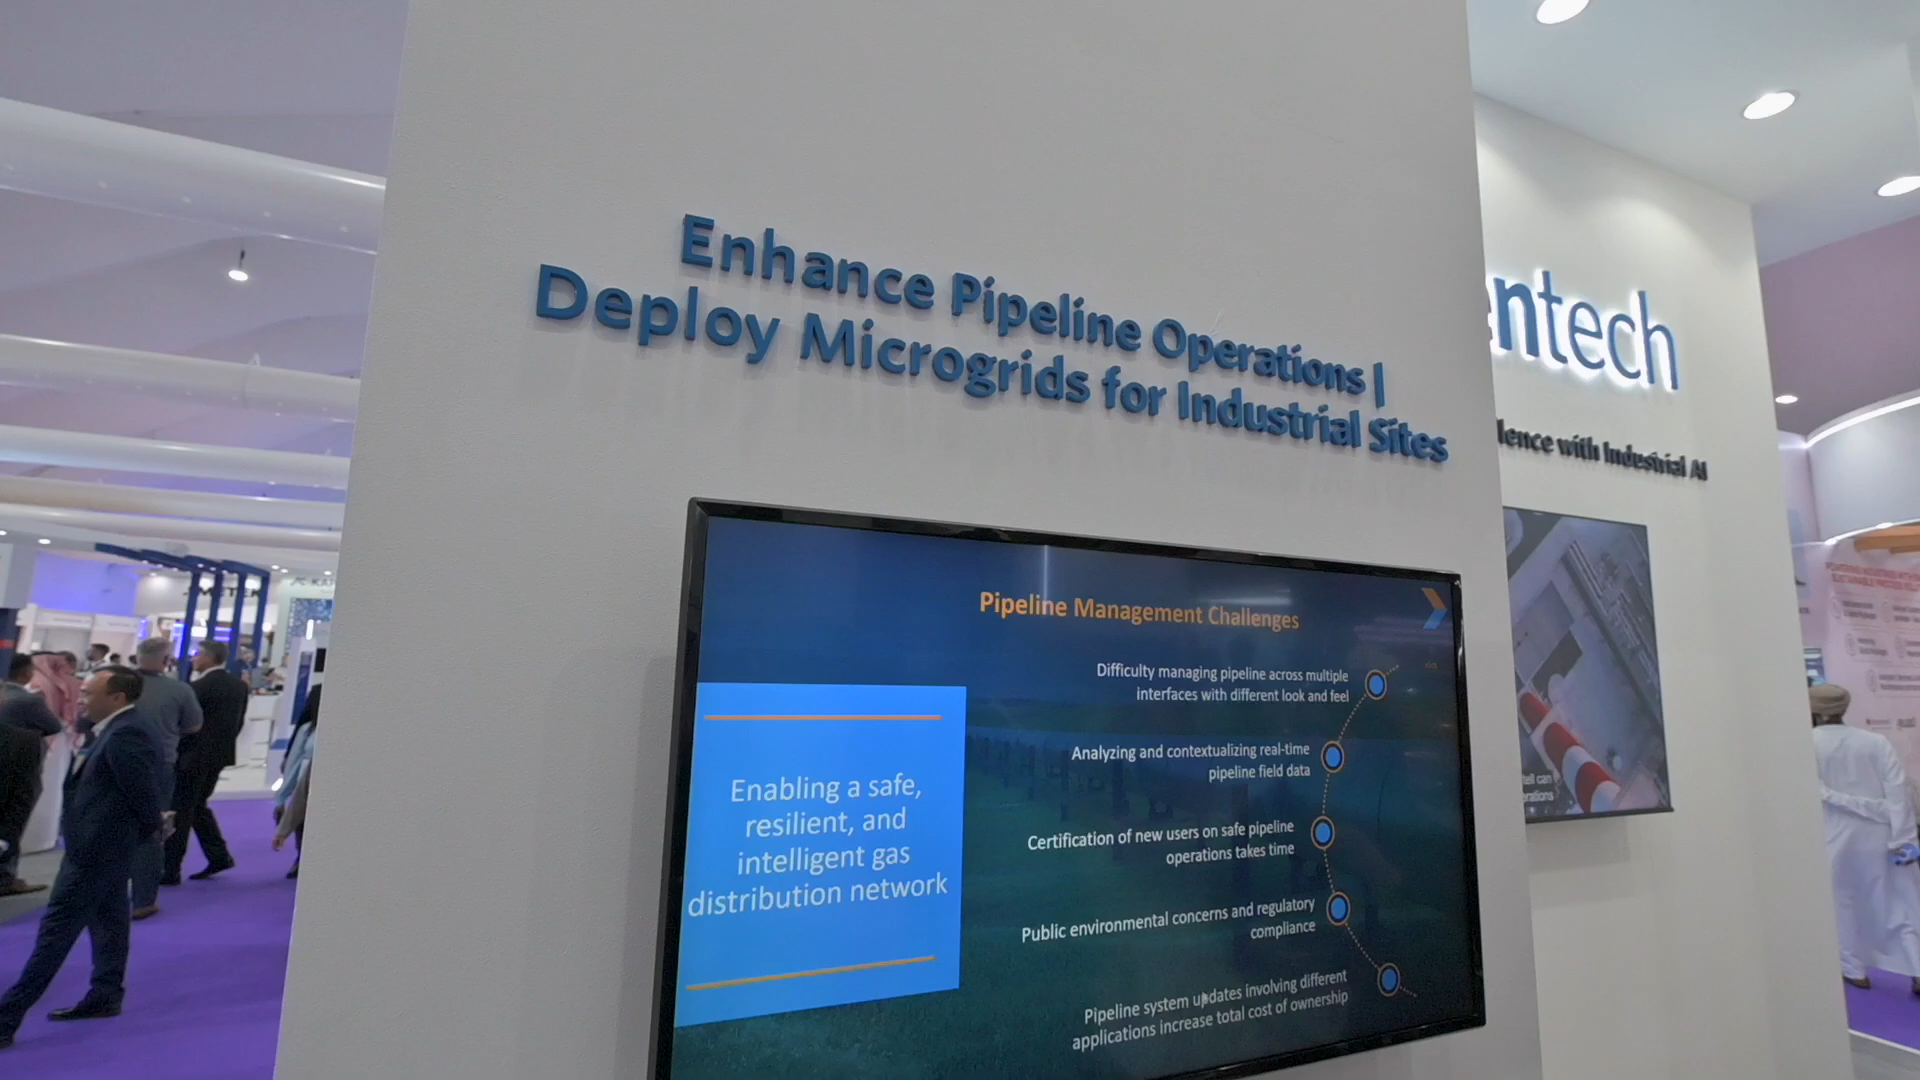 Enhance Pipeline Operations |
Deploy Microgrids for Industrial Sites
Pipeline Management Challenges
Difficulty managing pipeline across multiple
interfaces with different look and feel
Analyzing and contextualizing real-time
pipeline field data
Certification of new users on safe pipeline
operations takes time
Public environmental concerns and regulatory
compliance
Pipeline system updates involving different
applications increase total cost of ownership
Enabling a safe,
resilient, and
intelligent gas
distribution network
entech
lence with Industrial AI